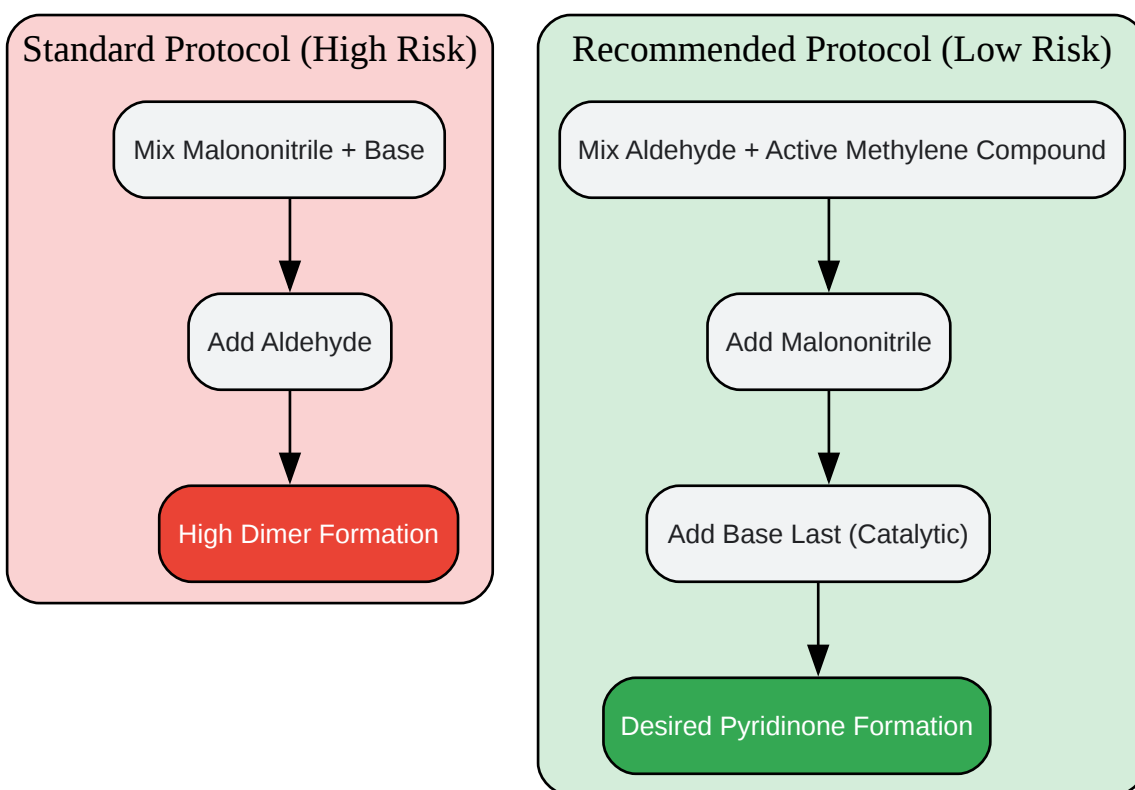 Standard Protocol (High Risk)
Mix Malononitrile + Base
Add Aldehyde
High Dimer Formation
Recommended Protocol (Low Risk)
Mix Aldehyde + Active Methylene Compound
Add Malononitrile
Add Base Last (Catalytic)
Desired Pyridinone Formation